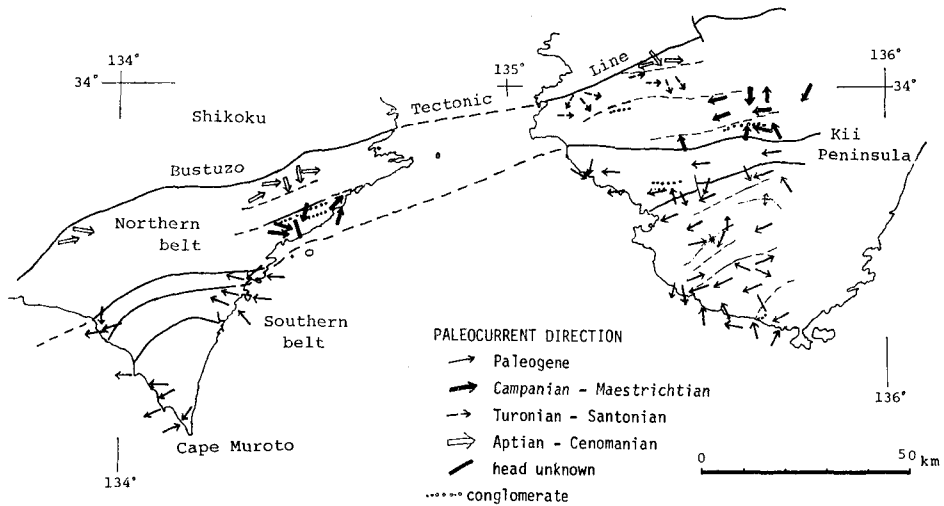 134°
34°
Shikoku
Bustuzo
Tectonic
Line
135°
136°
34°
Kii
Peninsula
Northern
belt
Southern
belt
Cape Muroto
134°
136°
PALEOCURRENT DIRECTION
Paleogene
Campanian - Maestrichtian
Turonian - Santonian
Aptian - Cenomanian
head unknown
conglomerate
0
50
km